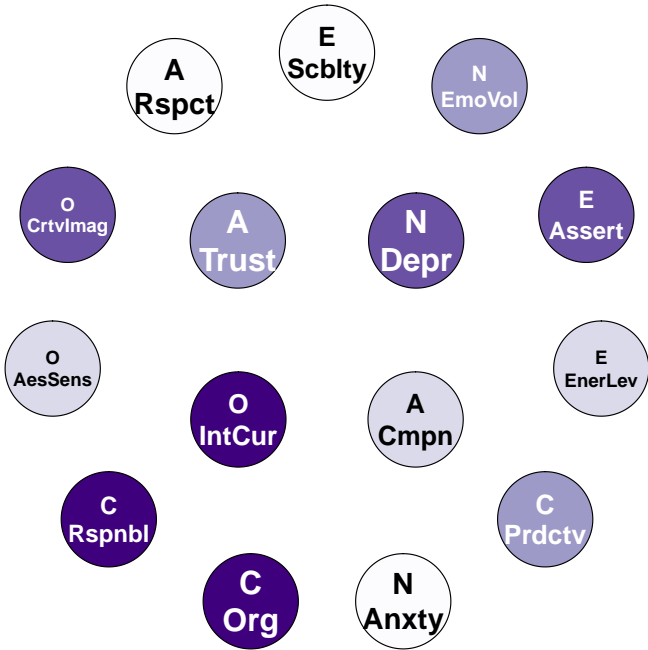 E
Scblty
A
Rspct
N
EmoVol
O
CrtvImag
A
Trust
N
Depr
E
Assert
O
AesSens
E
EnerLev
O
IntCur
A
Cmpn
C
Rspnbl
C
Prdctv
C
Org
N
Anxty